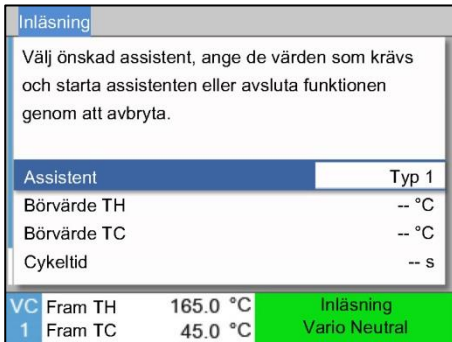 Inläsning
Välj önskad assistent, ange de värden som krävs
och starta assistenten eller avsluta funktionen
genom att avbryta.
Assistent Typ 1
Börvärde TH -- °C
Börvärde TC -- °C
Cykeltid -- s
VC Fram TH 165.0 °C Inläsning
1 Fram TC 45.0 °C Vario Neutral